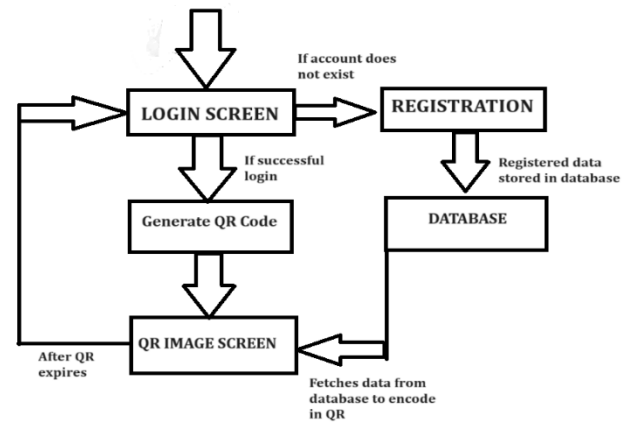 If account does
not exist
LOGIN SCREEN
REGISTRATION
If successful
login
Registered data
stored in database
Generate QR Code
DATABASE
QR IMAGE SCREEN
After QR
expires
Fetches data from
database to encode
in QR